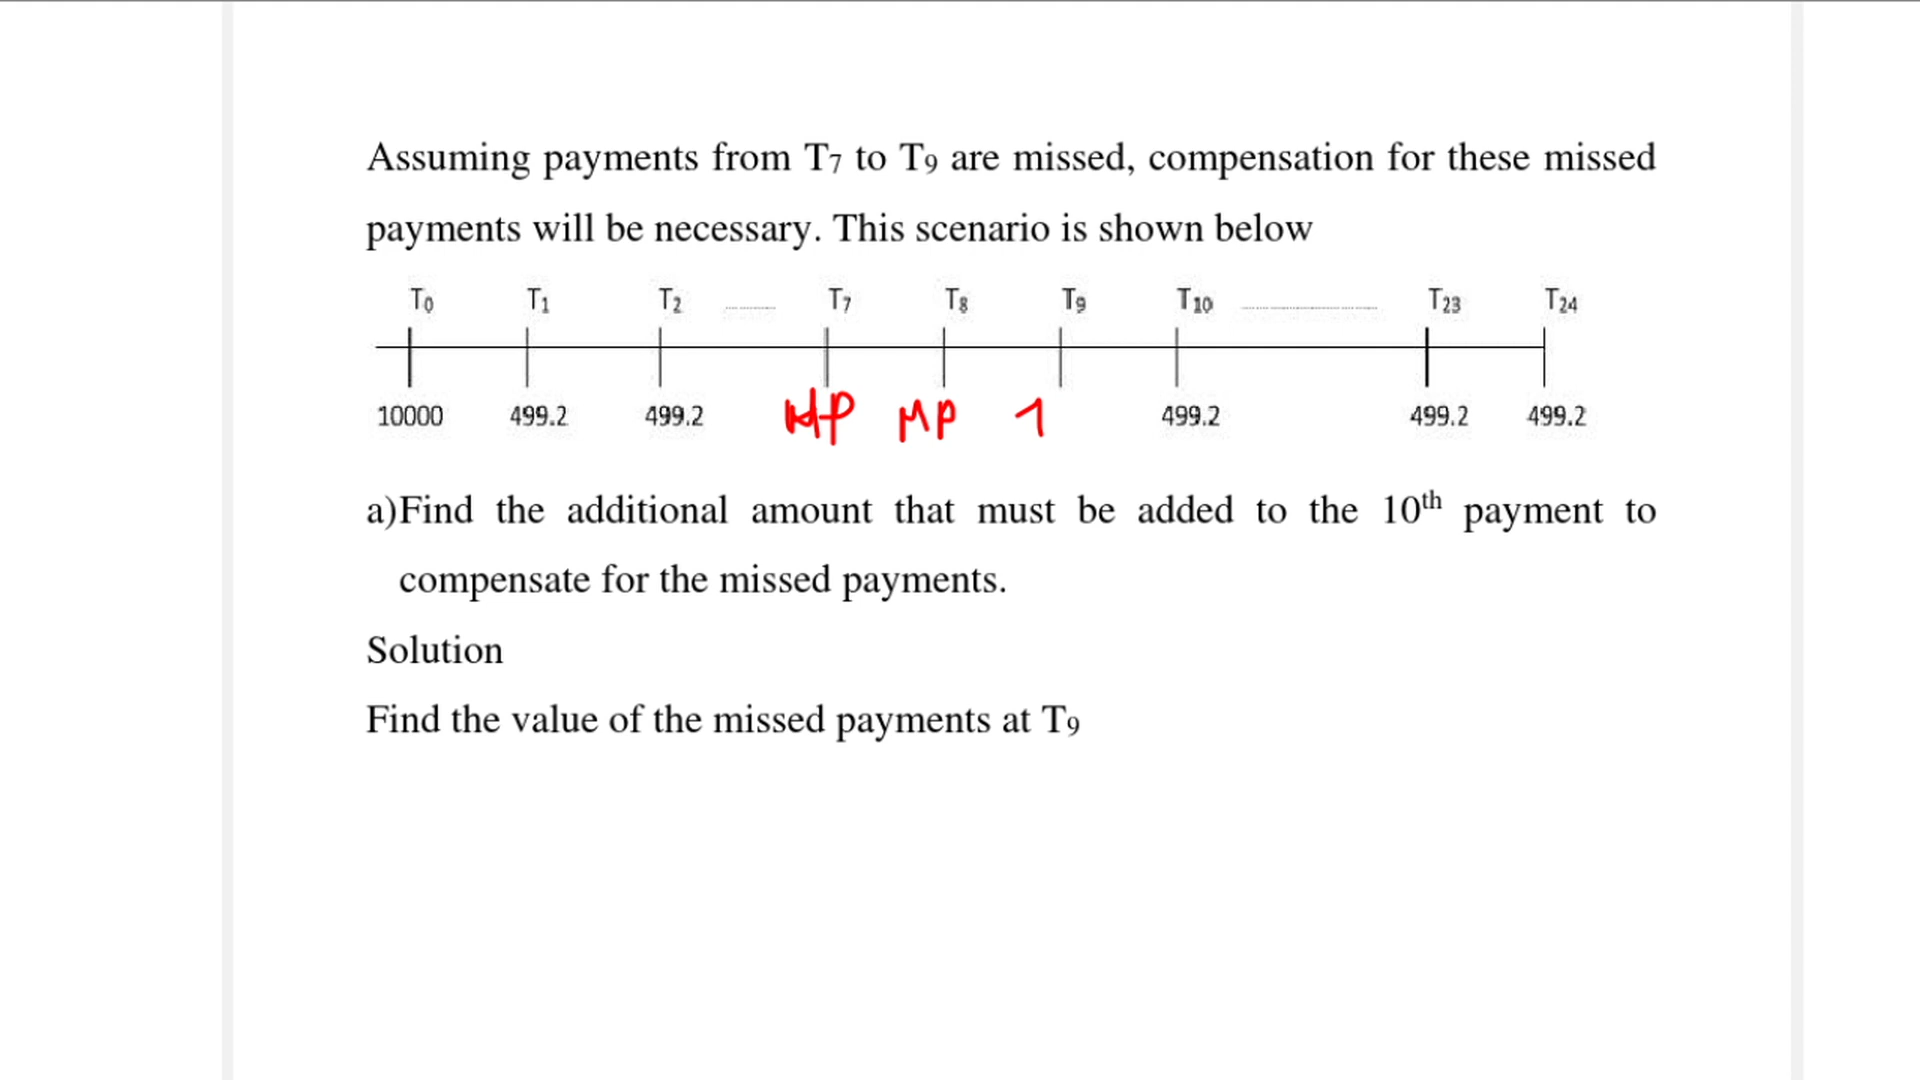 Assuming payments from T7 to T9 are missed, compensation for these missed
payments will be necessary. This scenario is shown below
T0 T1 T2 ........ T7 T8 T9 T10 ........ T23 T24
10000 499.2 499.2 MP MP 1 499.2 499.2 499.2
a)Find the additional amount that must be added to the 10th payment to
compensate for the missed payments.
Solution
Find the value of the missed payments at T9